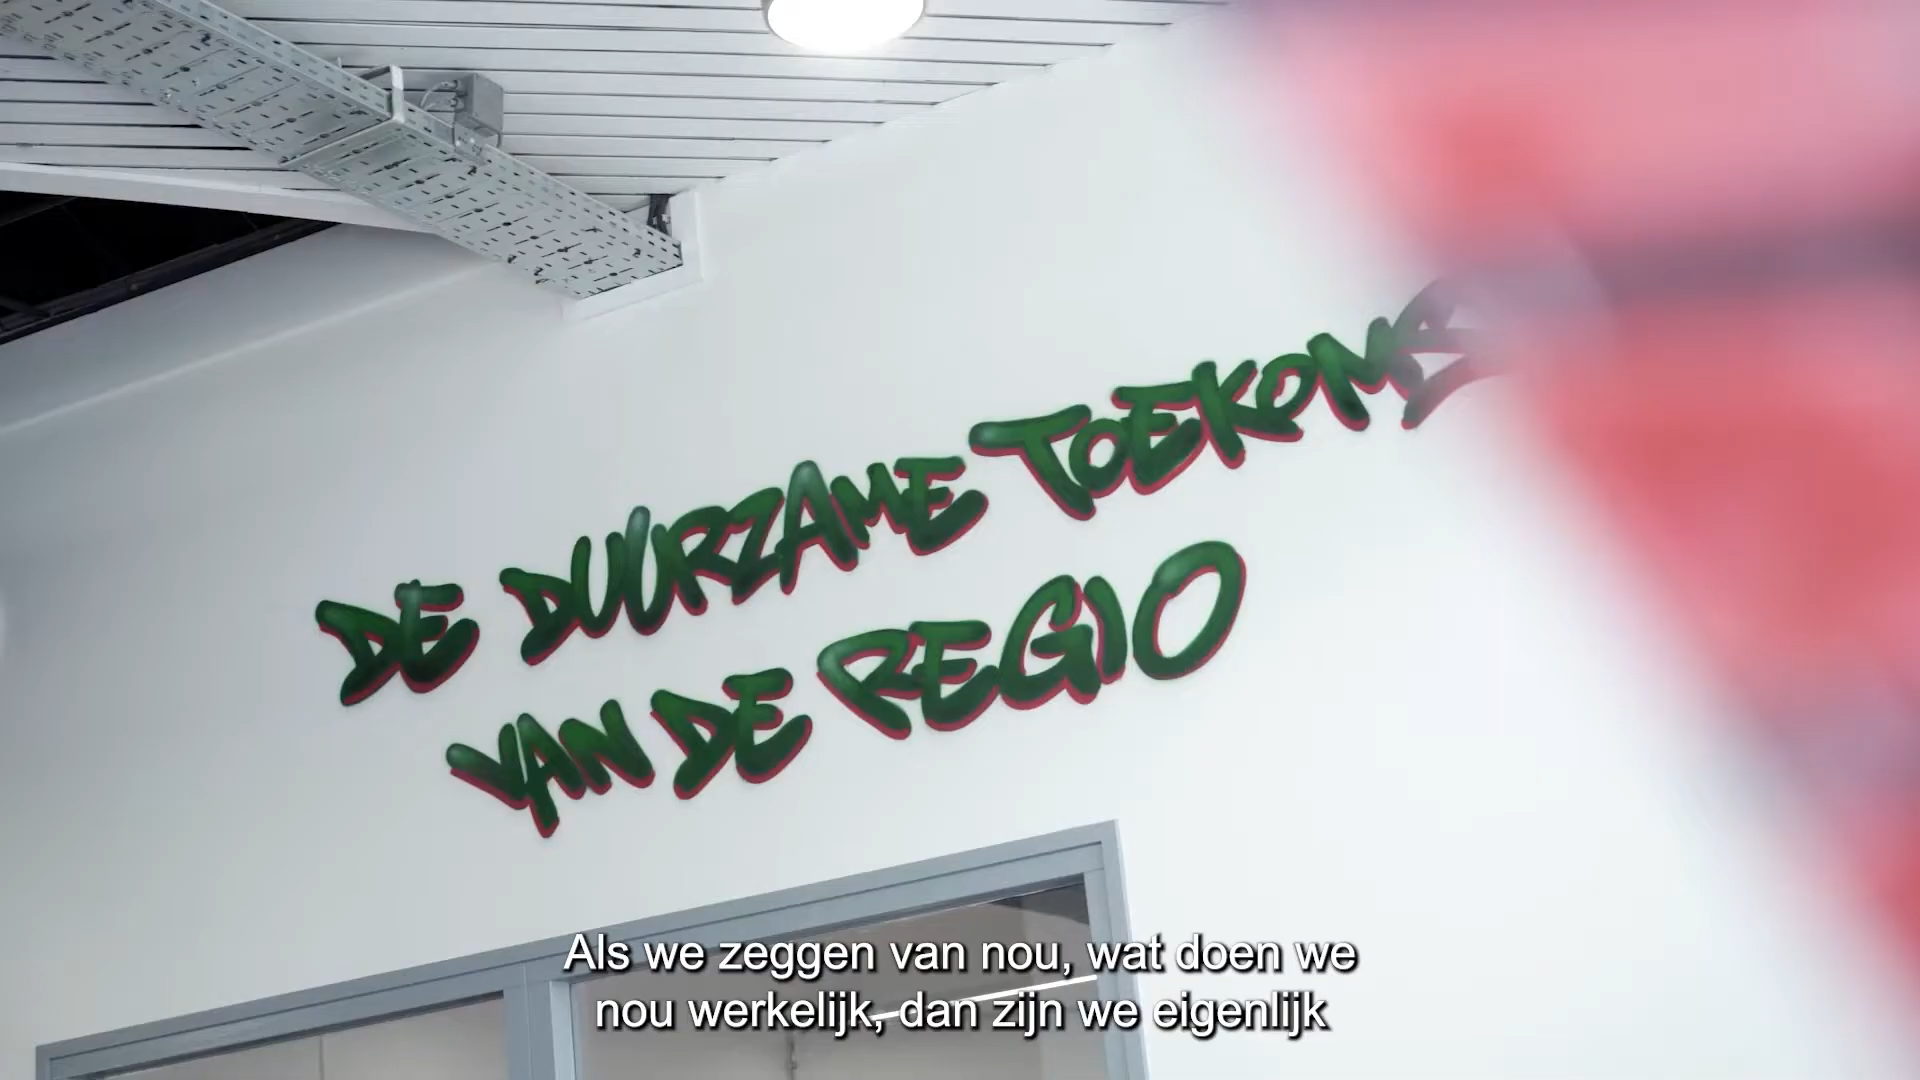 DE DUURZAME TOEKOMS
VAN DE REGIO
Als we zeggen van nou, wat doen we
nou werkelijk, dan zijn we eigenlijk